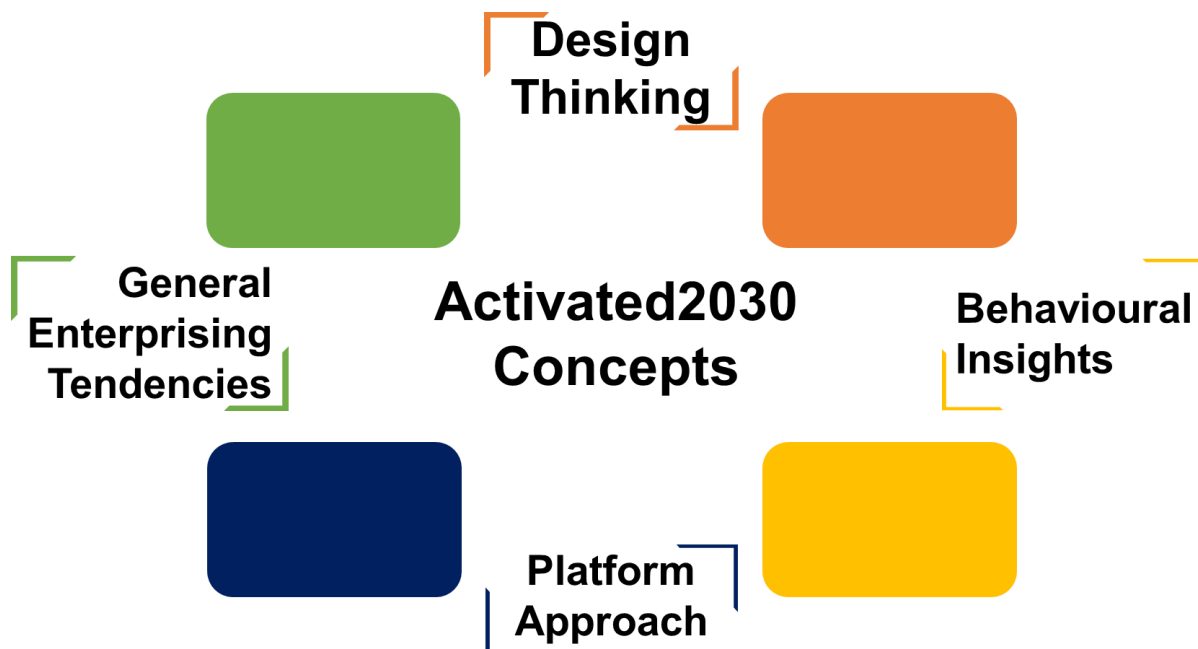 Design
Thinking
General
Enterprising
Tendencies
Activated2030
Concepts
Behavioural
Insights
Platform
Approach